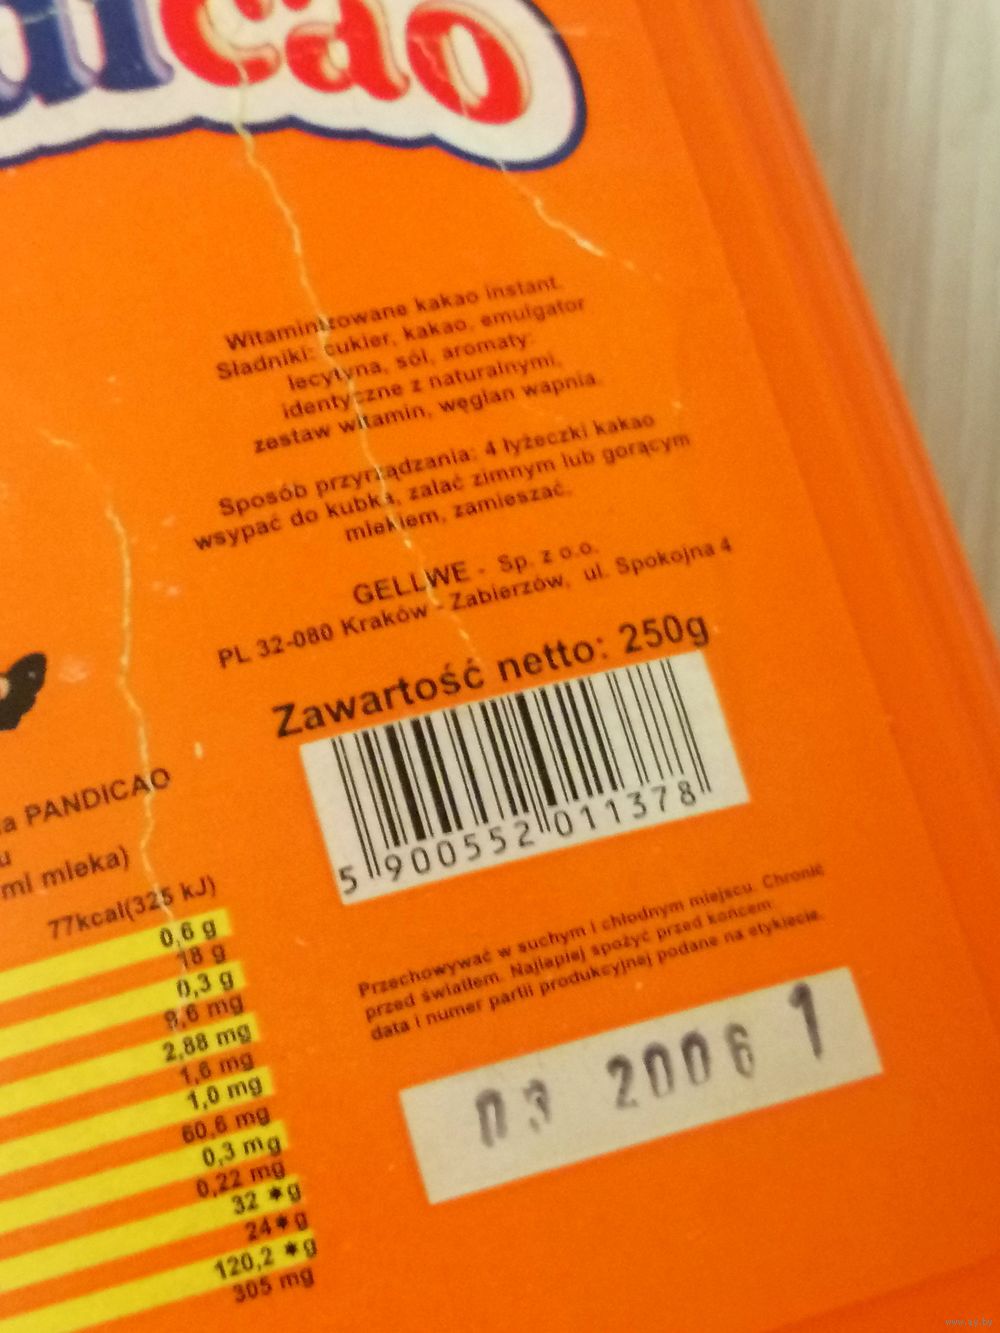 dicao
Witaminizowane kakao instant.
Sładniki: cukier, kakao, emulgator
lecytyna, sól, aromaty:
identyczne z naturalnymi,
zestaw witamin, węglan wapnia.
Sposób przyrządzania: 4 łyżeczki kakao
wsypać do kubka, zalać zimnym lub gorącym
mlekiem, zamieszać.
GELLWE - Sp. z o.o.
PL 32-080 Kraków - Zabierzów, ul. Spokojna 4
Zawartość netto: 250g
5 900552 011378
PANDICAO
ml mleka)
77kcal(325 kJ)
0,6 g
18 g
0,3 g
9,6 mg
2,88 mg
1,6 mg
1,0 mg
60,6 mg
0,3 mg
0,22 mg
32 *g
24*g
120,2 *g
305 mg
Przechowywać w suchym i chłodnym miejscu. Chronić
przed światłem. Najlepiej spożyć przed końcem:
data i numer partii produkcyjnej podane na etykiecie.
03 2006 1
www.ay.by